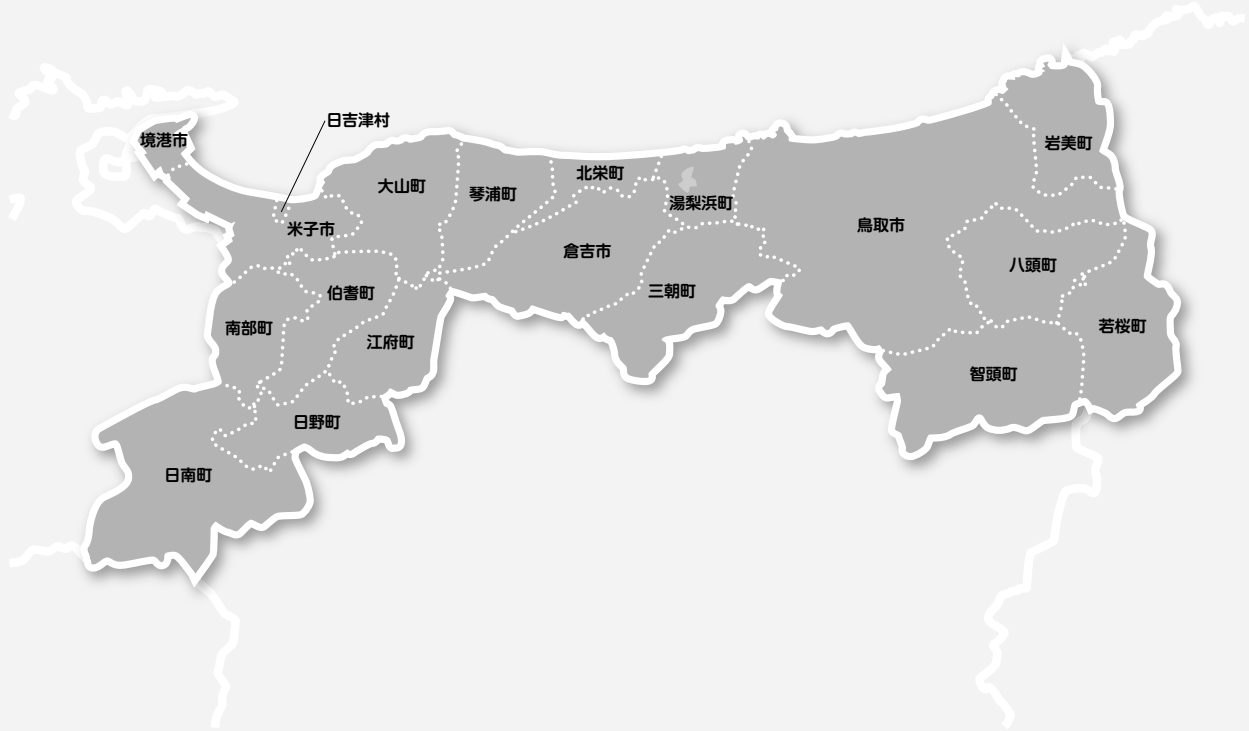 日吉津村
境港市
岩美町
北栄町
大山町
琴浦町
湯梨浜町
鳥取市
米子市
倉吉市
八頭町
三朝町
伯耆町
若桜町
南部町
江府町
智頭町
日野町
日南町